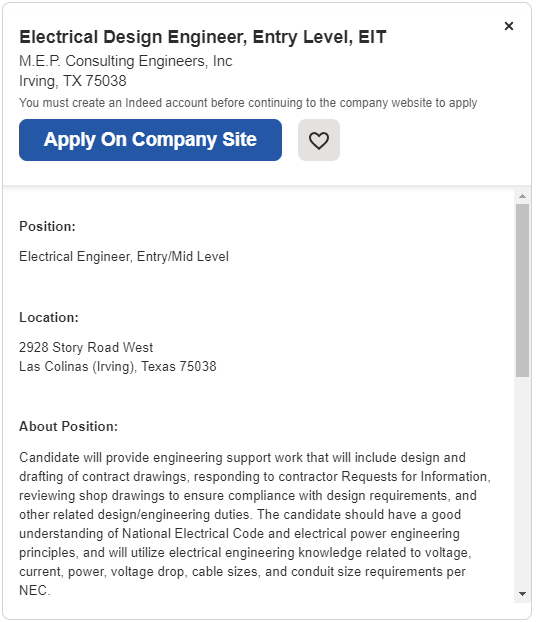 Electrical Design Engineer, Entry Level, EIT
M.E.P. Consulting Engineers, Inc
Irving, TX 75038
You must create an Indeed account before continuing to the company website to apply
Apply On Company Site
Position:
Electrical Engineer, Entry/Mid Level
Location:
2928 Story Road West
Las Colinas (Irving), Texas 75038
About Position:
Candidate will provide engineering support work that will include design and
drafting of contract drawings, responding to contractor Requests for Information,
reviewing shop drawings to ensure compliance with design requirements, and
other related design/engineering duties. The candidate should have a good
understanding of National Electrical Code and electrical power engineering
principles, and will utilize electrical engineering knowledge related to voltage,
current, power, voltage drop, cable sizes, and conduit size requirements per
NEC.